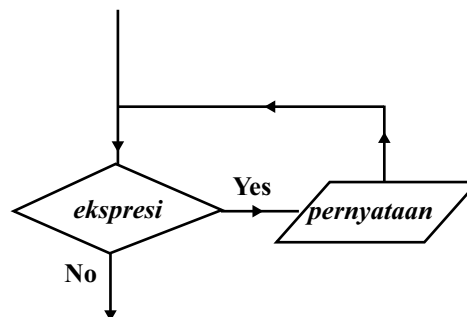 Yes
ekspresi
pernyataan
No